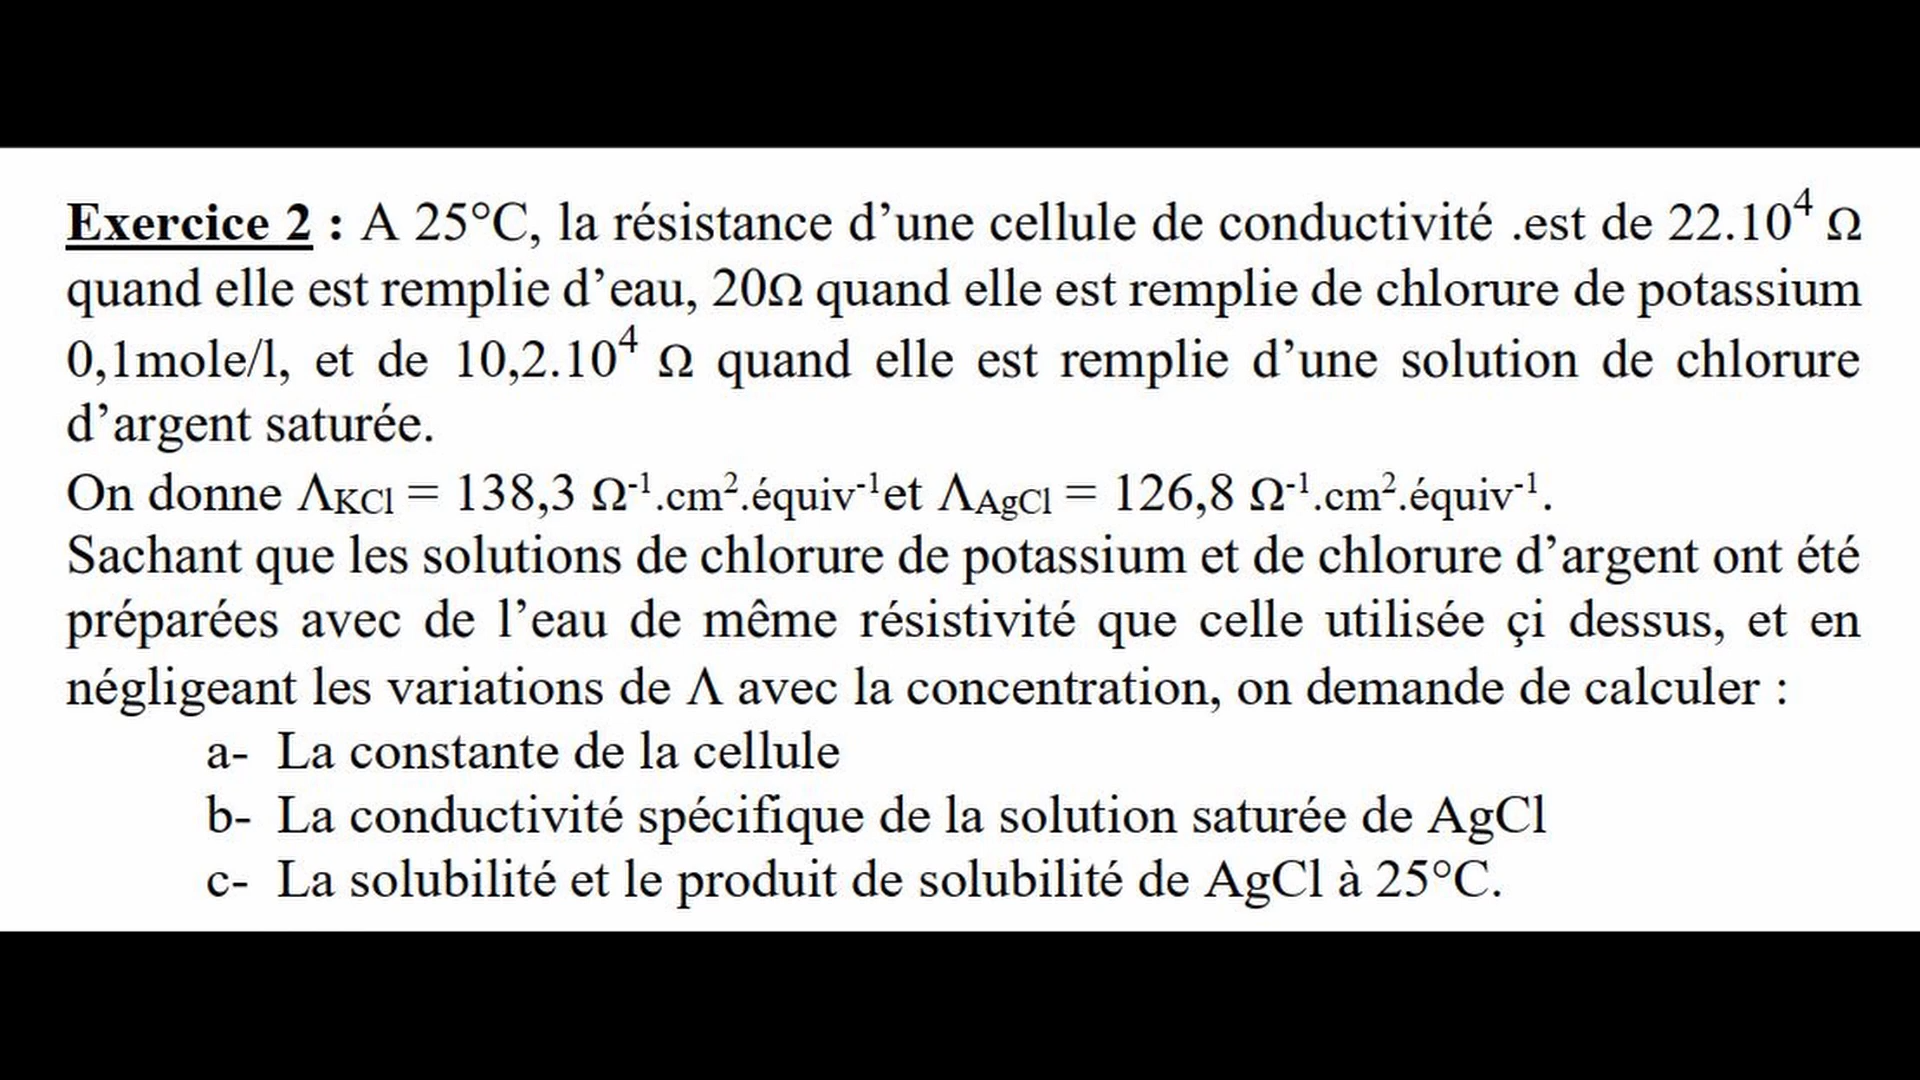 Exercice 2 : A 25°C, la résistance d’une cellule de conductivité .est de 22.10⁴ Ω
quand elle est remplie d’eau, 20Ω quand elle est remplie de chlorure de potassium
0,1mole/l, et de 10,2.10⁴ Ω quand elle est remplie d’une solution de chlorure
d’argent saturée.
On donne ΛKCl = 138,3 Ω⁻¹.cm².équiv⁻¹et ΛAgCl = 126,8 Ω⁻¹.cm².équiv⁻¹.
Sachant que les solutions de chlorure de potassium et de chlorure d’argent ont été
préparées avec de l’eau de même résistivité que celle utilisée çi dessus, et en
négligeant les variations de Λ avec la concentration, on demande de calculer :
a- La constante de la cellule
b- La conductivité spécifique de la solution saturée de AgCl
c- La solubilité et le produit de solubilité de AgCl à 25°C.